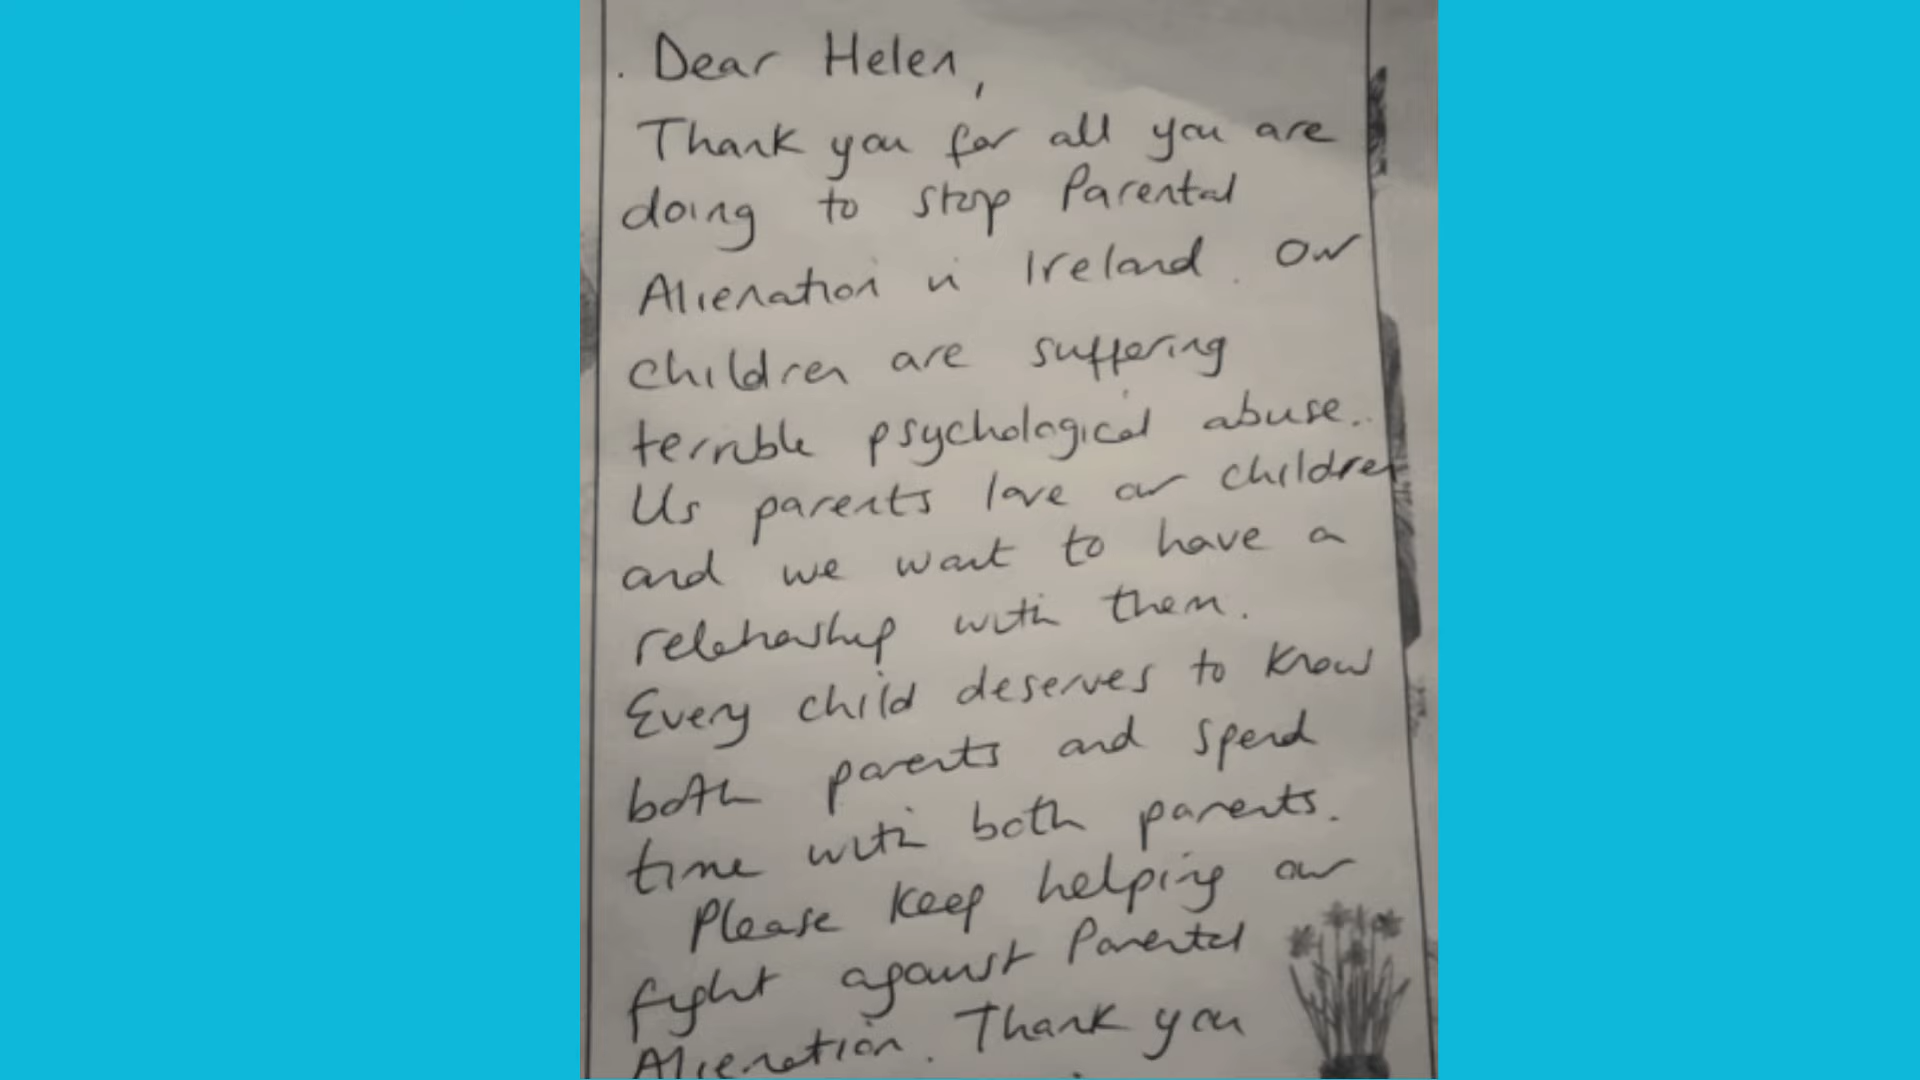 Dear Helen,
Thank you for all you are
doing to stop Parental
Alienation in Ireland. Our
children are suffering
terrible psychological abuse.
Us parents love our children
and we want to have a
relationship with them.
Every child deserves to know
both parents and spend
time with both parents.
Please keep helping our
fight against Parental
Alienation. Thank you